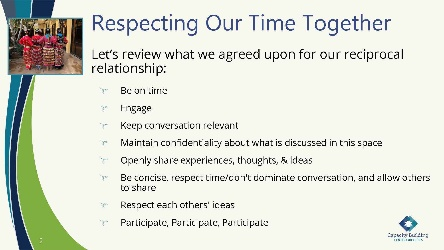 Respecting Our Time Together
Let's review what we agreed upon for our reciprocal
relationship:
Be on time
Engage
Keep conversation relevant
Maintain confidentiality about what is discussed in this space
Openly share experiences, thoughts, & ideas
Be concise, respect time/don't dominate conversation, and allow others
to share
Respect each others' ideas
Participate, Participate, Participate
Capacity Building